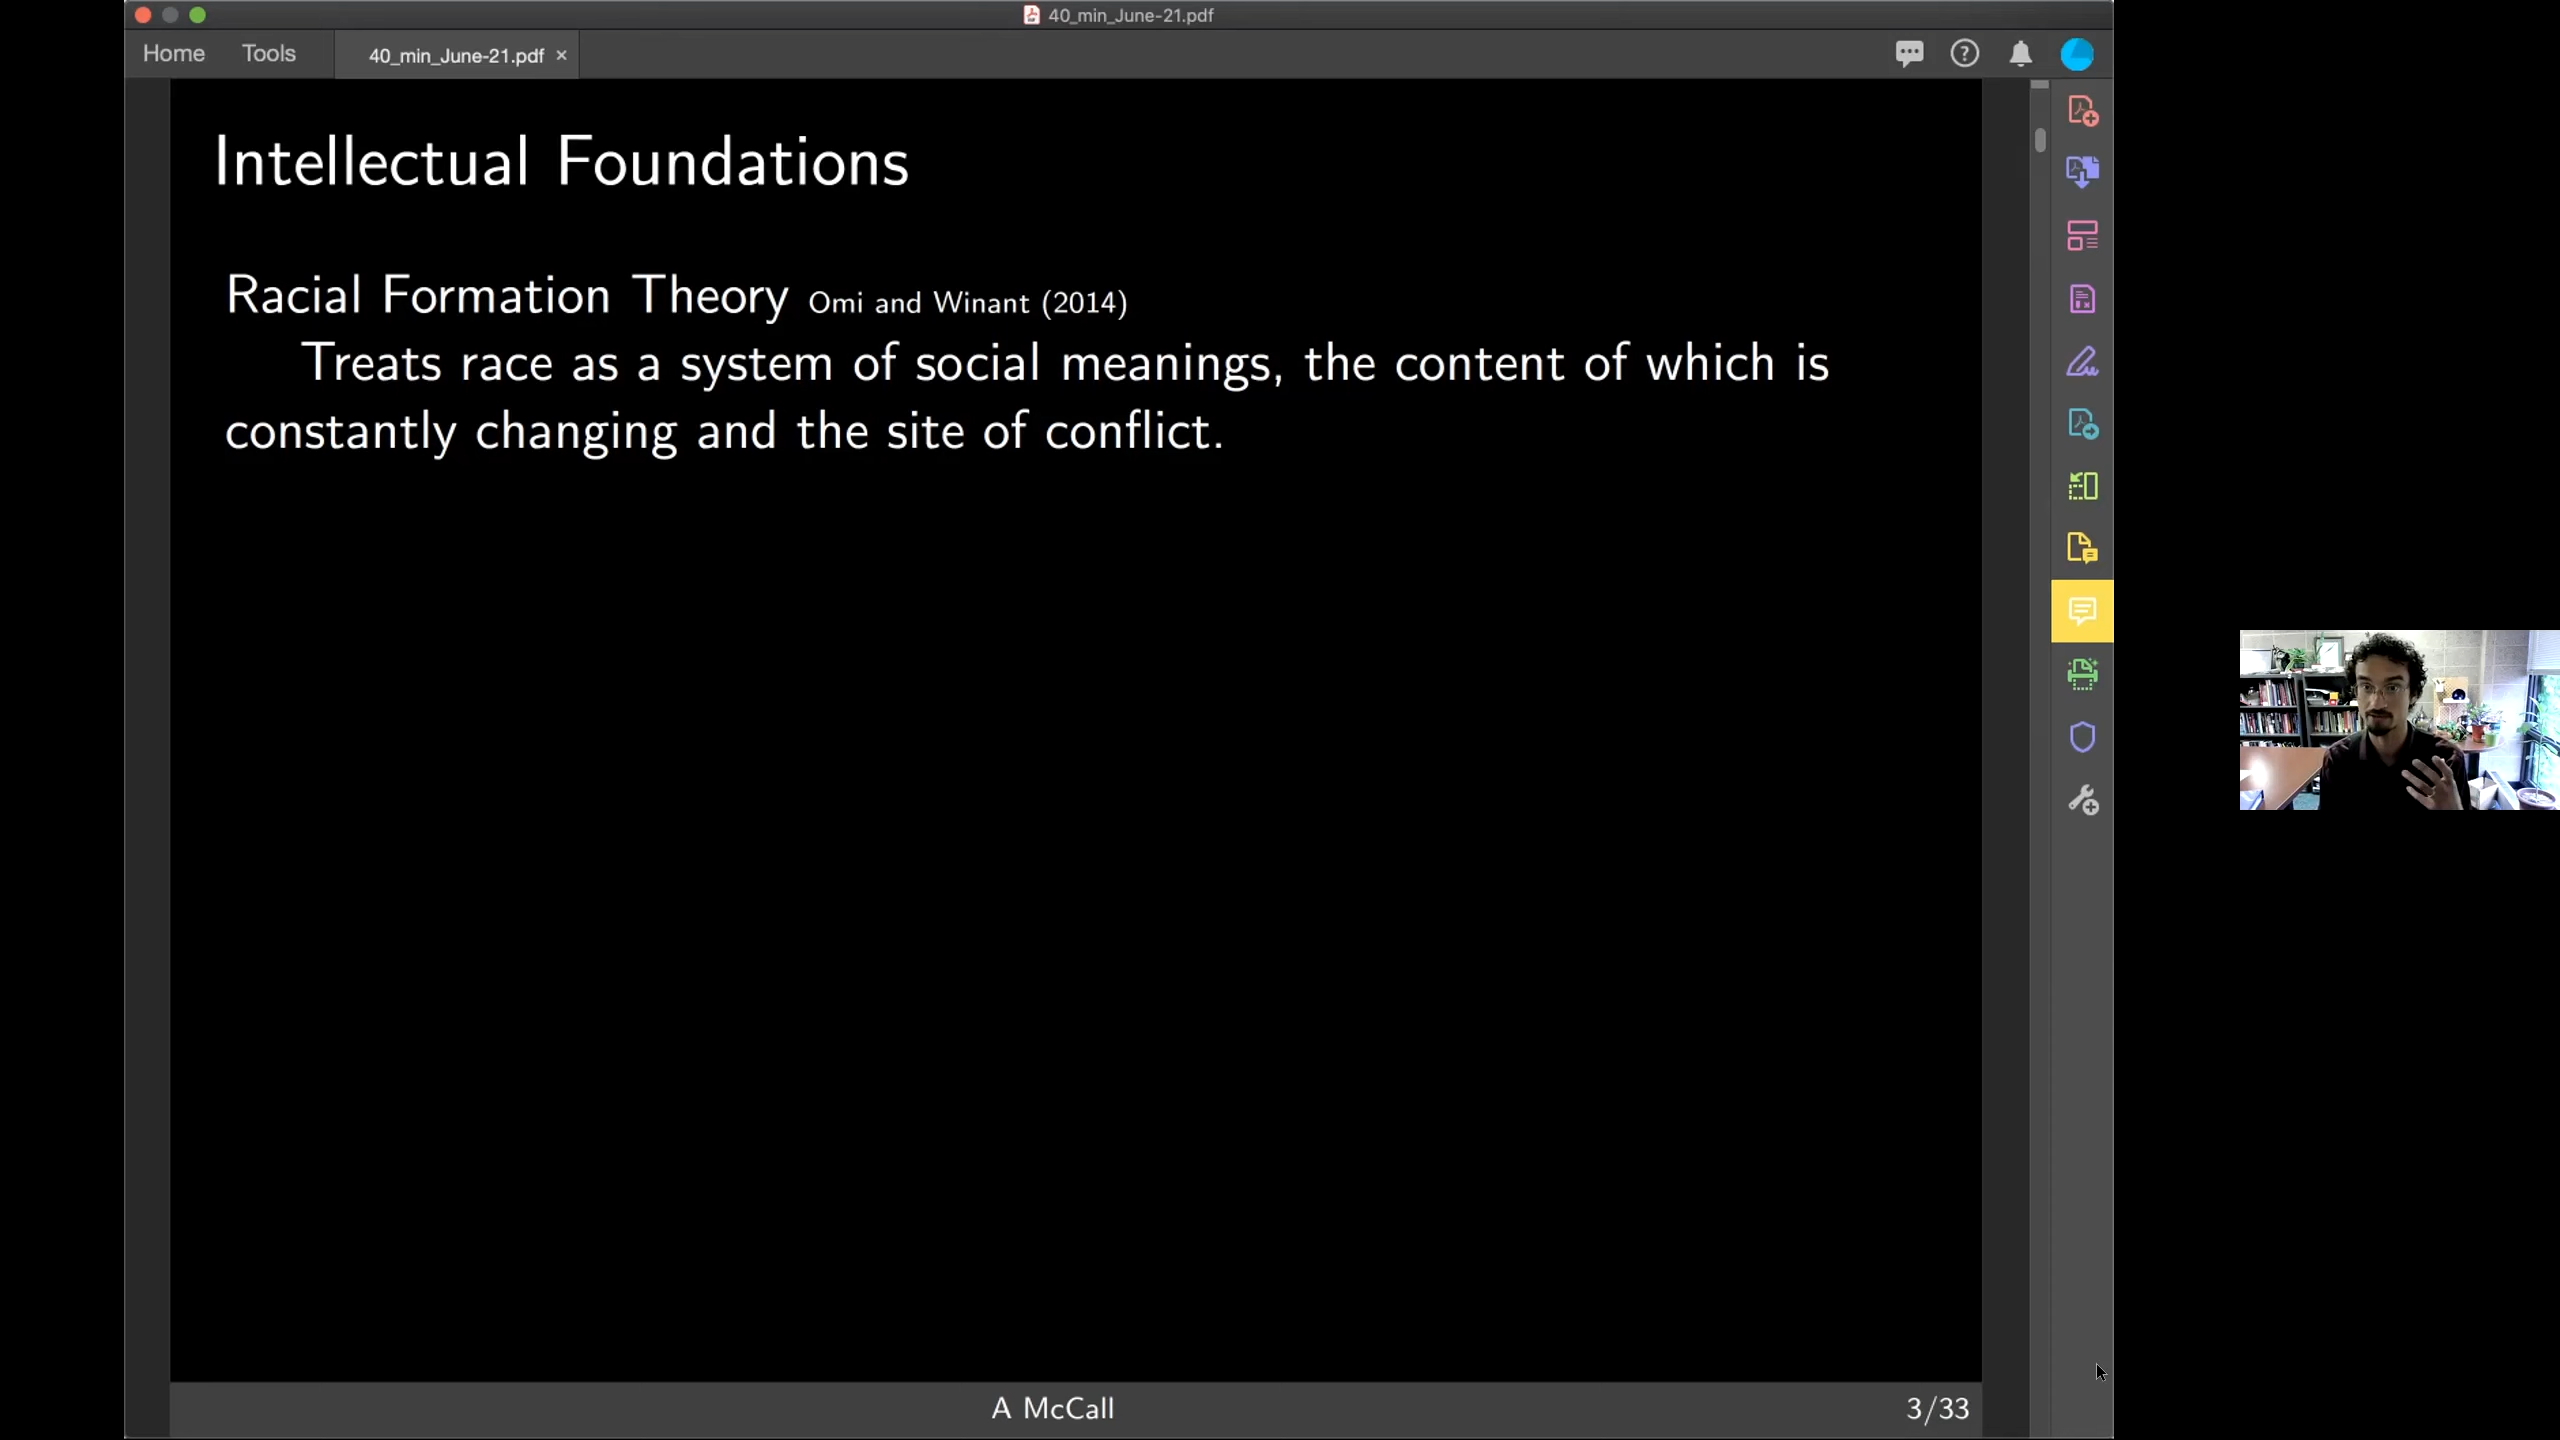 40_min_June-21.pdf
Home Tools 40_min_June-21.pdf ×
Intellectual Foundations
Racial Formation Theory Omi and Winant (2014)
Treats race as a system of social meanings, the content of which is
constantly changing and the site of conflict.
A McCall 3/33